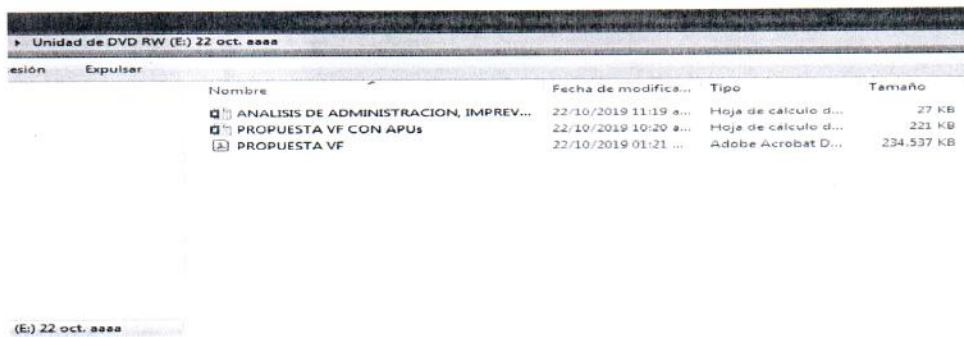 Unidad de DVD RW (E:) 22 oct. aaaa
esión Expulsar
Nombre Fecha de modifica... Tipo Tamaño
ANALISIS DE ADMINISTRACION, IMPREV... 22/10/2019 11:19 a... Hoja de cálculo d... 27 KB
PROPUESTA VF CON APUs 22/10/2019 10:20 a... Hoja de cálculo d... 221 KB
PROPUESTA VF 22/10/2019 01:21 ... Adobe Acrobat D... 234.537 KB
(E:) 22 oct. aaaa